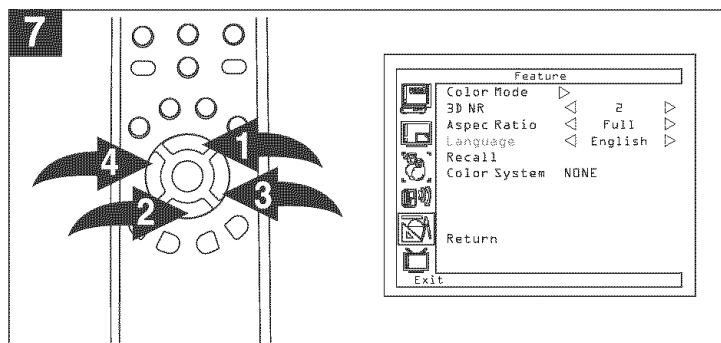 7
1
4
3
2
Feature
Color Mode ▷
3D NR ◁ 2 ▷
Aspec Ratio ◁ Full ▷
Language ◁ English ▷
Recall
Color System NONE
Return
Exit